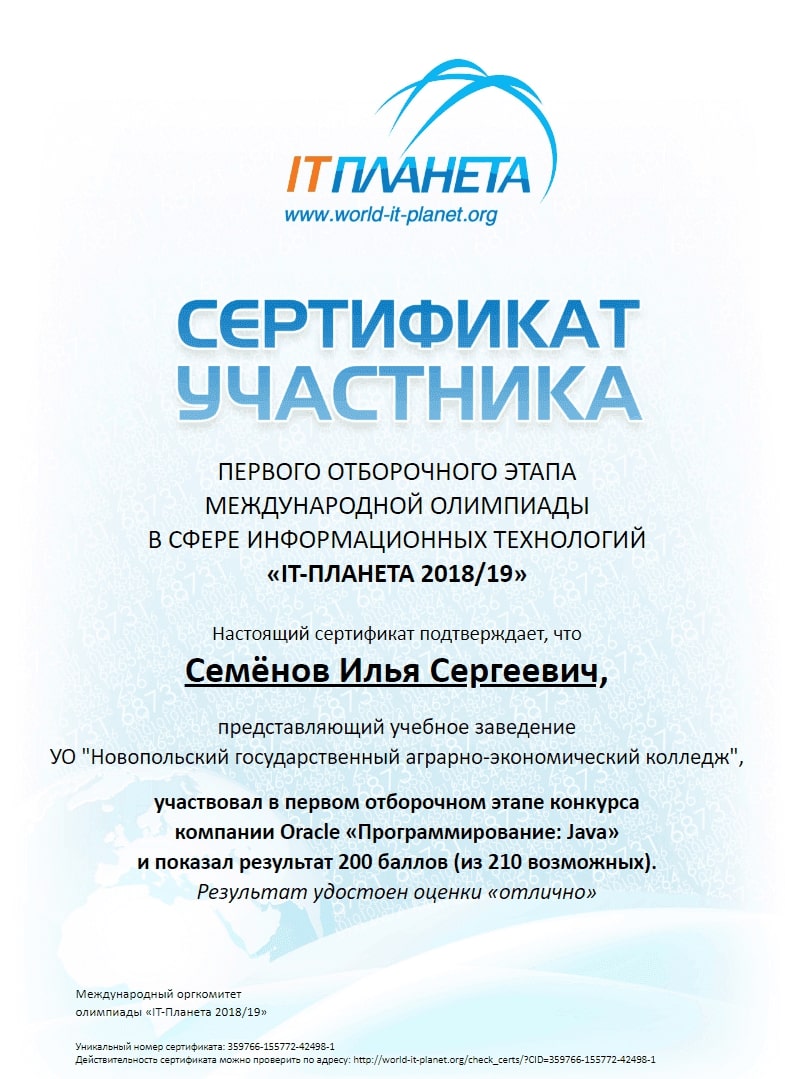 IT ПЛАНЕТА
www.world-it-planet.org
СЕРТИФИКАТ
УЧАСТНИКА
ПЕРВОГО ОТБОРОЧНОГО ЭТАПА
МЕЖДУНАРОДНОЙ ОЛИМПИАДЫ
В СФЕРЕ ИНФОРМАЦИОННЫХ ТЕХНОЛОГИЙ
«IT-ПЛАНЕТА 2018/19»
Настоящий сертификат подтверждает, что
Семёнов Илья Сергеевич,
представляющий учебное заведение
УО "Новопольский государственный аграрно-экономический колледж",
участвовал в первом отборочном этапе конкурса
компании Oracle «Программирование: Java»
и показал результат 200 баллов (из 210 возможных).
Результат удостоен оценки «отлично»
Международный оргкомитет
олимпиады «IT-Планета 2018/19»
Уникальный номер сертификата: 359766-155772-42498-1
Действительность сертификата можно проверить по адресу: http://world-it-planet.org/check_certs/?CID=359766-155772-42498-1